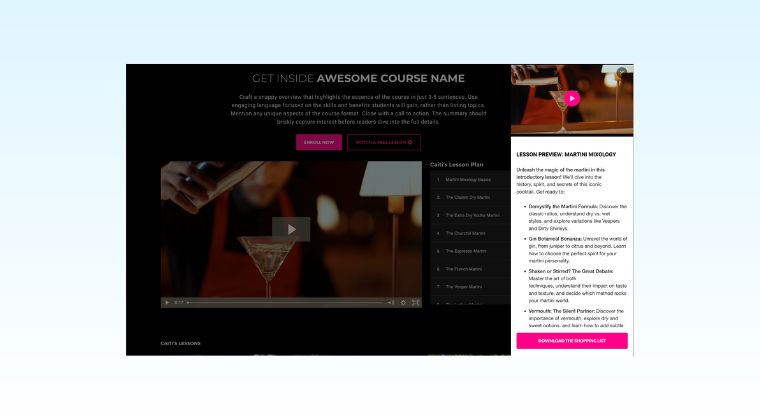 GET INSIDE AWESOME COURSE NAME
Craft a snappy overview that highlights the essence of the course in just 3-5 sentences. Use
engaging language focused on the skills and benefits students will gain, rather than listing topics.
Mention any unique aspects of the course format. Close with a call to action. The summary should
briskly capture interest before readers dive into the full details.
ENROLL NOW
WATCH A FREE LESSON
Caiti's Lesson Plan
1. Martini Mixology Basics
2. The Classic Dry Martini
3. The Extra Dry Vodka Martini
4. The Churchill Martini
5. The Espresso Martini
6. The French Martini
7. The Vesper Martini
8.
0:17
CAITI'S LESSONS
LESSON PREVIEW: MARTINI MIXOLOGY
Unleash the magic of the martini in this
introductory lesson! We'll dive into the
history, spirit, and secrets of this iconic
cocktail. Get ready to:
• Demystify the Martini Formula: Discover the
classic ratios, understand dry vs. wet
styles, and explore variations like Vespers
and Dirty Shirleys.
• Gin Botanical Bonanza: Unravel the world of
gin, from juniper to citrus and beyond. Learn
how to choose the perfect spirit for your
martini personality.
• Shaken or Stirred? The Great Debate:
Master the art of both
techniques, understand their impact on taste
and texture, and decide which method rocks
your martini world.
• Vermouth: The Silent Partner: Discover the
importance of vermouth, explore dry and
sweet options, and learn how to add subtle
DOWNLOAD THE SHOPPING LIST